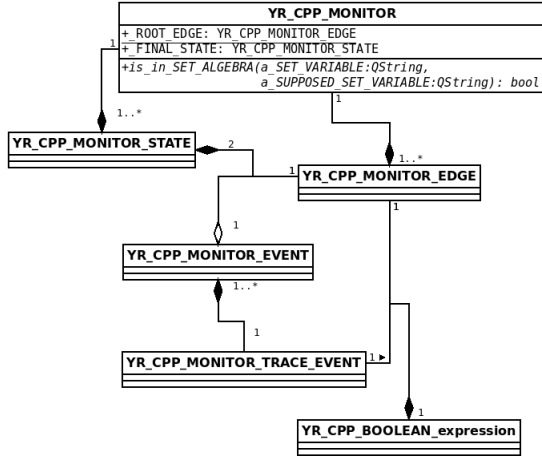 YR_CPP_MONITOR
+_ROOT_EDGE: YR_CPP_MONITOR_EDGE
+_FINAL_STATE: YR_CPP_MONITOR_STATE
+is_in_SET_ALGEBRA(a_SET_VARIABLE:QString,
a_SUPPOSED_SET_VARIABLE:QString): bool
1
1
1..*
YR_CPP_MONITOR_STATE
2
1..*
1
YR_CPP_MONITOR_EDGE
1
1
YR_CPP_MONITOR_EVENT
1..*
1
YR_CPP_MONITOR_TRACE_EVENT
1
1
YR_CPP_BOOLEAN_expression